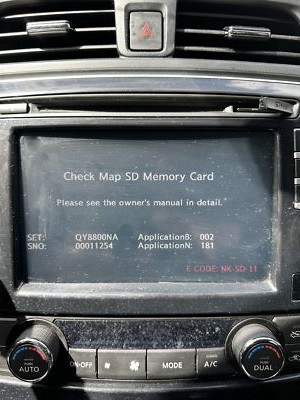 Check Map SD Memory Card
Please see the owner's manual in detail.
SET: QY8800NA ApplicationB: 002
SNO: 00011254 ApplicationN: 181
E CODE: NK-SD-11
AUTO
ON·OFF
MODE
A/C
DUAL